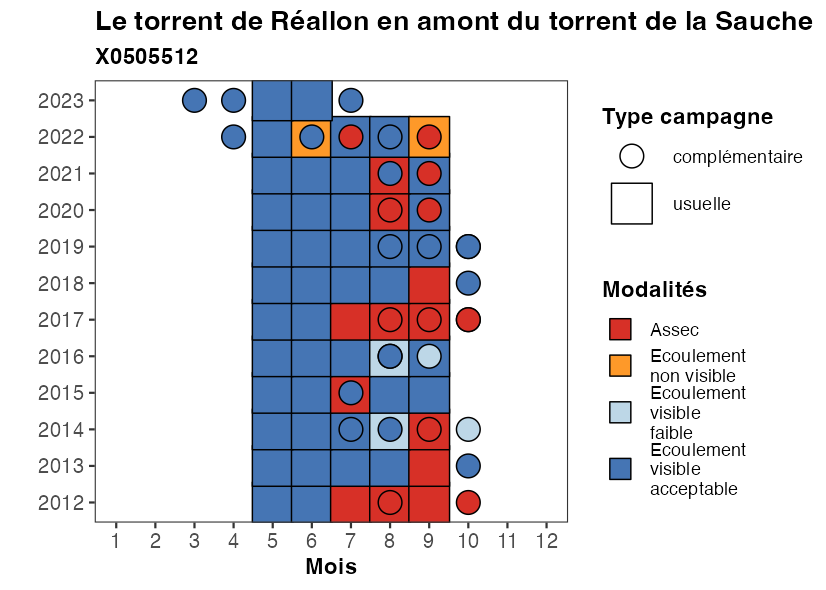 Le torrent de Réallon en amont du torrent de la Sauche
X0505512
2023
2022
2021
2020
2019
2018
2017
2016
2015
2014
2013
2012
1 2 3 4 5 6 7 8 9 10 11 12
Mois
Type campagne
complémentaire
usuelle
Modalités
Assec
Ecoulement
non visible
Ecoulement
visible
faible
Ecoulement
visible
acceptable